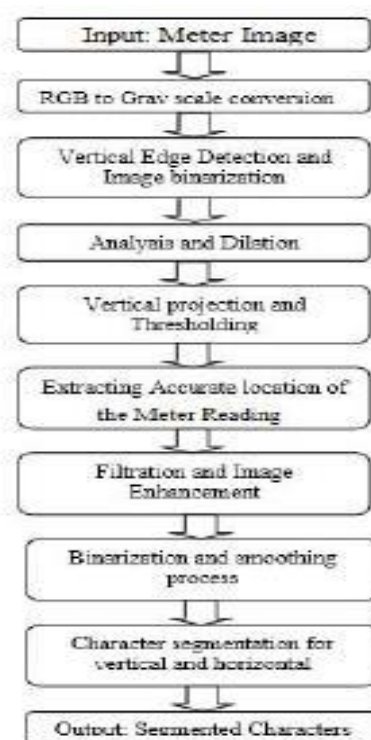 Input: Meter Image
RGB to Gray scale conversion
Vertical Edge Detection and
Image binarization
Analysis and Dilation
Vertical projection and
Thresholding
Extracting Accurate location of
the Meter Reading
Filtration and Image
Enhancement
Binarization and smoothing
process
Character segmentation for
vertical and horizontal
Output: Segmented Characters